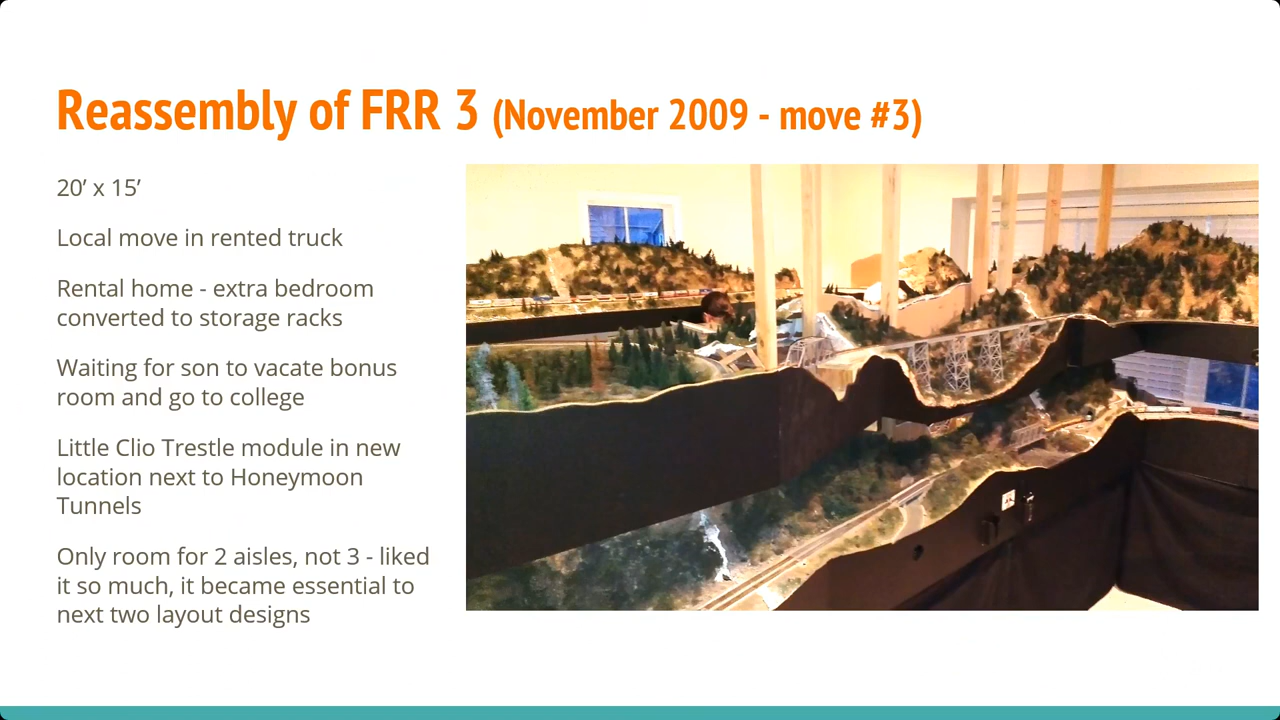 Reassembly of FRR 3 (November 2009 - move #3)
20’ x 15’
Local move in rented truck
Rental home - extra bedroom
converted to storage racks
Waiting for son to vacate bonus
room and go to college
Little Clio Trestle module in new
location next to Honeymoon
Tunnels
Only room for 2 aisles, not 3 - liked
it so much, it became essential to
next two layout designs